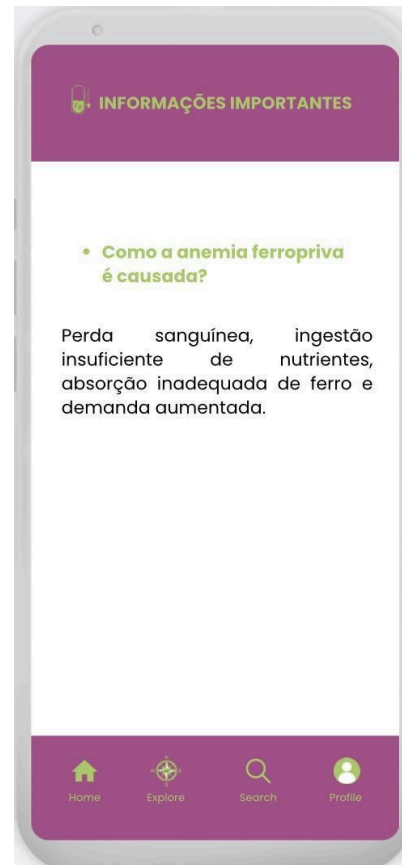 INFORMAÇÕES IMPORTANTES
• Como a anemia ferropriva
é causada?
Perda sanguínea, ingestão
insuficiente de nutrientes,
absorção inadequada de ferro e
demanda aumentada.
Home Explore Search Profile